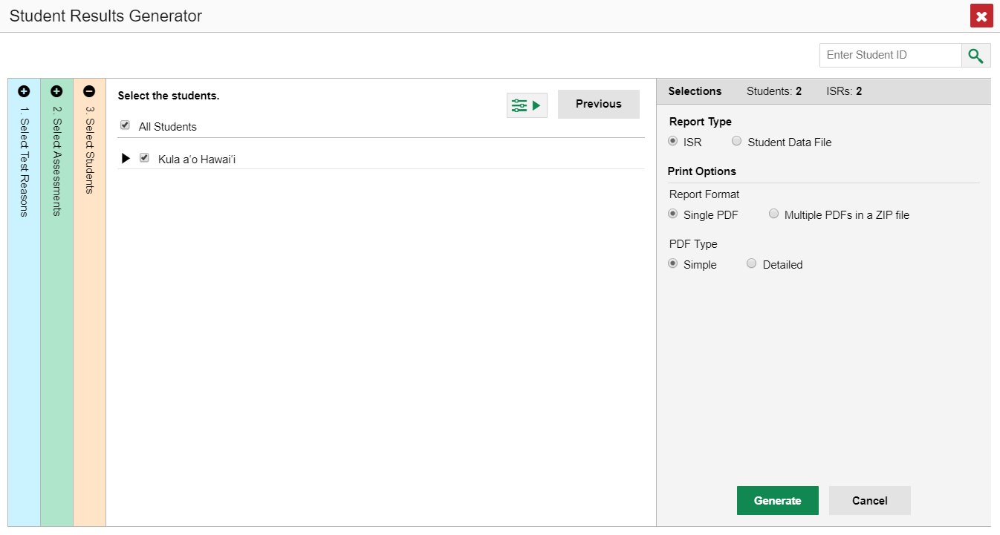 Student Results Generator
Enter Student ID
1. Select Test Reasons
2. Select Assessments
3. Select Students
Select the students.
Previous
All Students
Kula aʻo Hawaiʻi
Selections Students: 2 ISRs: 2
Report Type
ISR Student Data File
Print Options
Report Format
Single PDF Multiple PDFs in a ZIP file
PDF Type
Simple Detailed
Generate Cancel